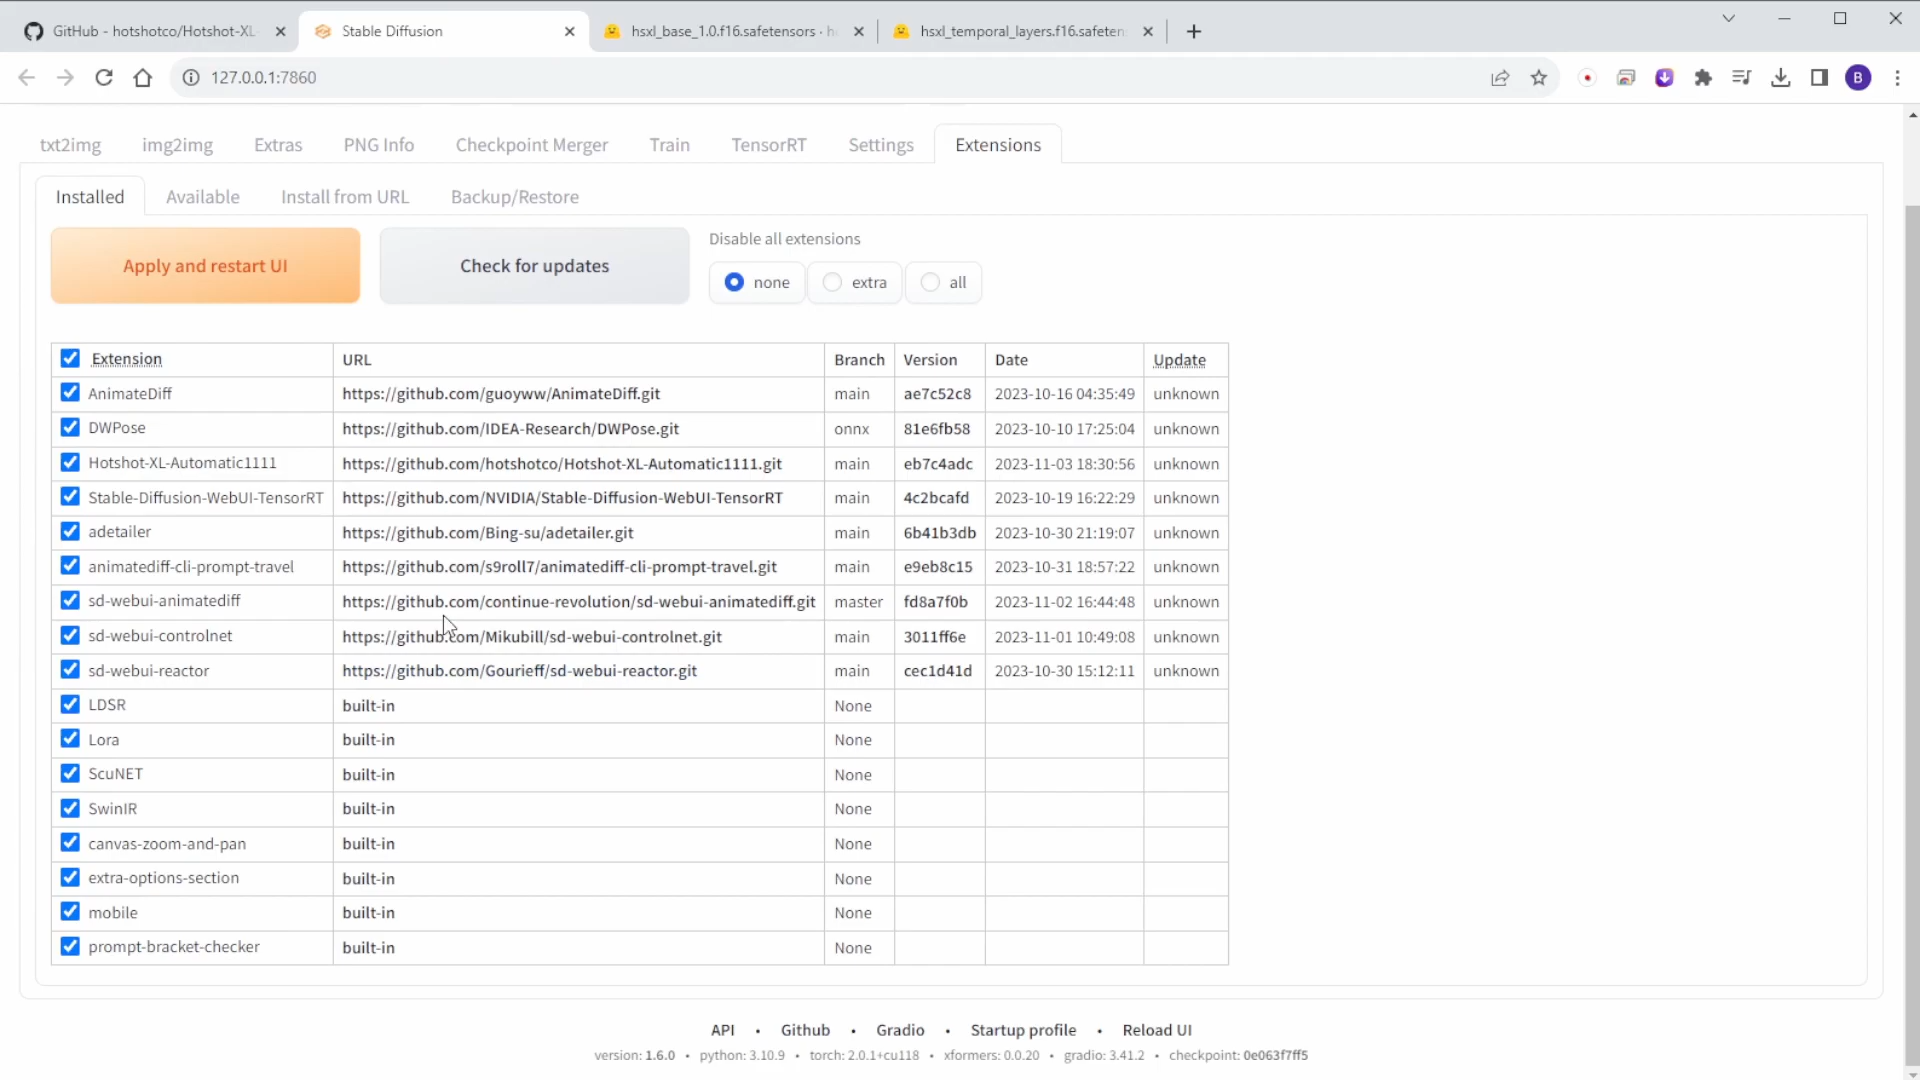 GitHub - hotshotco/Hotshot-XL- Stable Diffusion hsxl_base_1.0.f16.safetensors · h hsxl_temporal_layers.f16.safeten
127.0.0.1:7860 B
txt2img img2img Extras PNG Info Checkpoint Merger Train TensorRT Settings Extensions
Installed Available Install from URL Backup/Restore
Apply and restart UI Check for updates
Disable all extensions
none extra all
Extension URL Branch Version Date Update
AnimateDiff https://github.com/guoyww/AnimateDiff.git main ae7c52c8 2023-10-16 04:35:49 unknown
DWPose https://github.com/IDEA-Research/DWPose.git onnx 81e6fb58 2023-10-10 17:25:04 unknown
Hotshot-XL-Automatic1111 https://github.com/hotshotco/Hotshot-XL-Automatic1111.git main eb7c4adc 2023-11-03 18:30:56 unknown
Stable-Diffusion-WebUI-TensorRT https://github.com/NVIDIA/Stable-Diffusion-WebUI-TensorRT main 4c2bcafd 2023-10-19 16:22:29 unknown
adetailer https://github.com/Bing-su/adetailer.git main 6b41b3db 2023-10-30 21:19:07 unknown
animatediff-cli-prompt-travel https://github.com/s9roll7/animatediff-cli-prompt-travel.git main e9eb8c15 2023-10-31 18:57:22 unknown
sd-webui-animatediff https://github.com/continue-revolution/sd-webui-animatediff.git master fd8a7f0b 2023-11-02 16:44:48 unknown
sd-webui-controlnet https://github.com/Mikubill/sd-webui-controlnet.git main 3011ff6e 2023-11-01 10:49:08 unknown
sd-webui-reactor https://github.com/Gourieff/sd-webui-reactor.git main cec1d41d 2023-10-30 15:12:11 unknown
LDSR built-in None
Lora built-in None
ScuNET built-in None
SwinIR built-in None
canvas-zoom-and-pan built-in None
extra-options-section built-in None
mobile built-in None
prompt-bracket-checker built-in None
API • Github • Gradio • Startup profile • Reload UI
version: 1.6.0 • python: 3.10.9 • torch: 2.0.1+cu118 • xformers: 0.0.20 • gradio: 3.41.2 • checkpoint: 0e063f7ff5